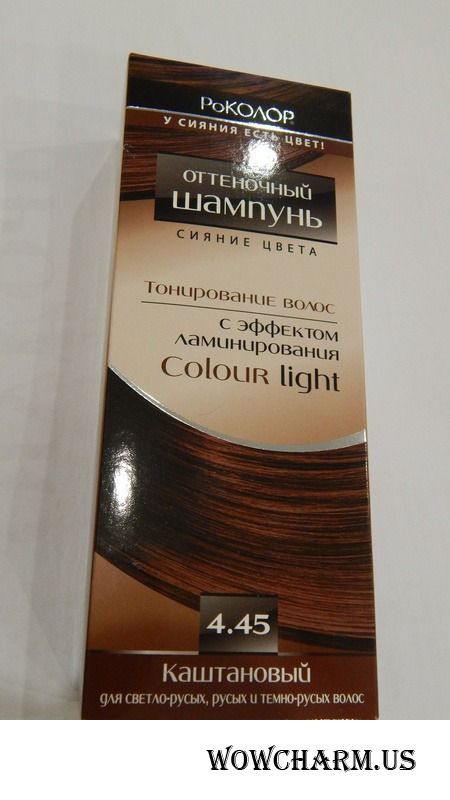 РоКОЛОР®
У СИЯНИЯ ЕСТЬ ЦВЕТ!
ОТТЕНОЧНЫЙ
ШАМПУНЬ
СИЯНИЕ ЦВЕТА
Тонирование волос
с эффектом
ламинирования
Colour light
4.45
Каштановый
для светло-русых, русых и темно-русых волос
WOWCHARM.US